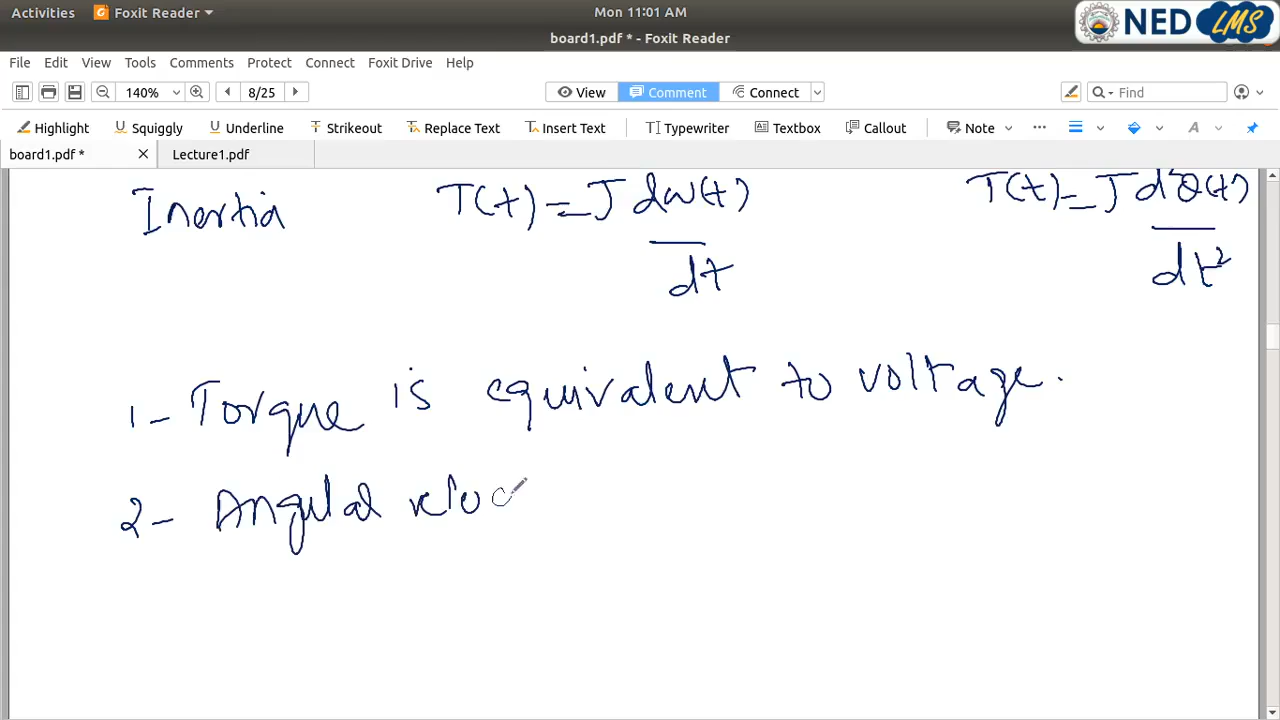 Activities Foxit Reader Mon 11:01 AM
board1.pdf * - Foxit Reader
NED LMS
File Edit View Tools Comments Protect Connect Foxit Drive Help
140% 8/25 View Comment Connect Find
Highlight Squiggly Underline Strikeout Replace Text Insert Text Typewriter Textbox Callout Note ...
board1.pdf * Lecture1.pdf
Inertia T(t) = J dω(t)/dt T(t) = J d²θ(t)/dt²
1- Torque is equivalent to voltage.
2- Angular veloc